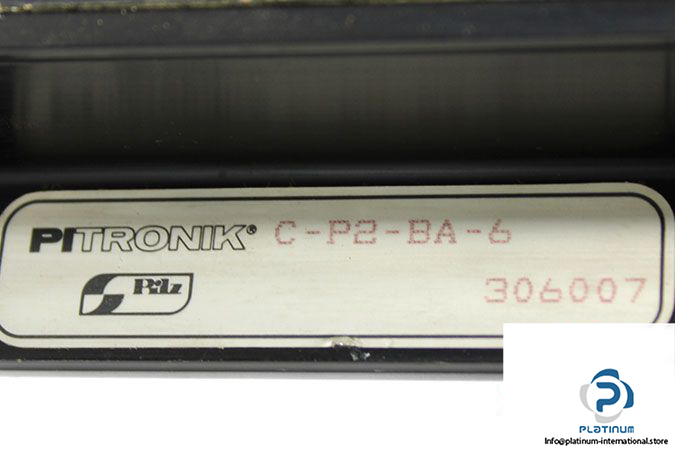 PITRONIK® C-P2-BA-6
Pilz
306007
P
PLATINUM
Info@platinum-international.store